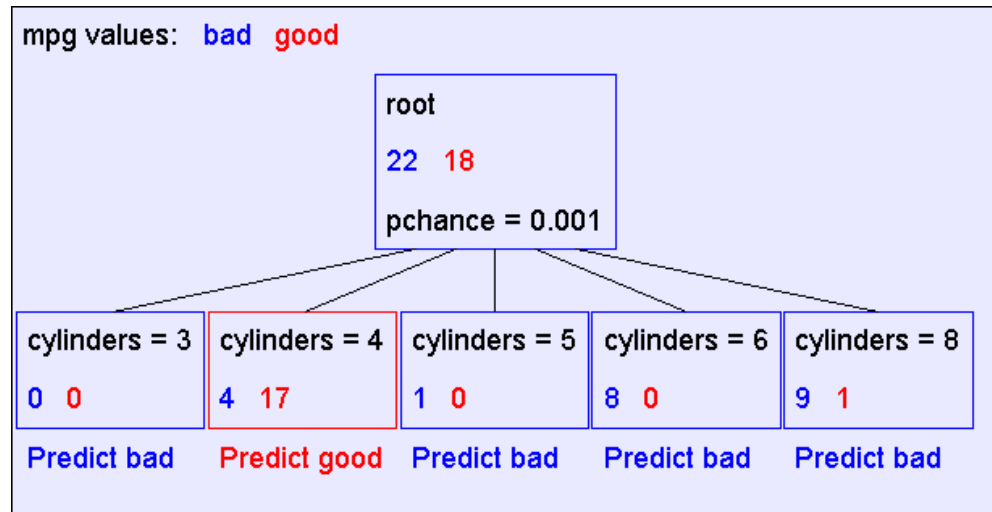 mpg values: bad good
root
22 18
pchance = 0.001
cylinders = 3
0 0
Predict bad
cylinders = 4
4 17
Predict good
cylinders = 5
1 0
Predict bad
cylinders = 6
8 0
Predict bad
cylinders = 8
9 1
Predict bad